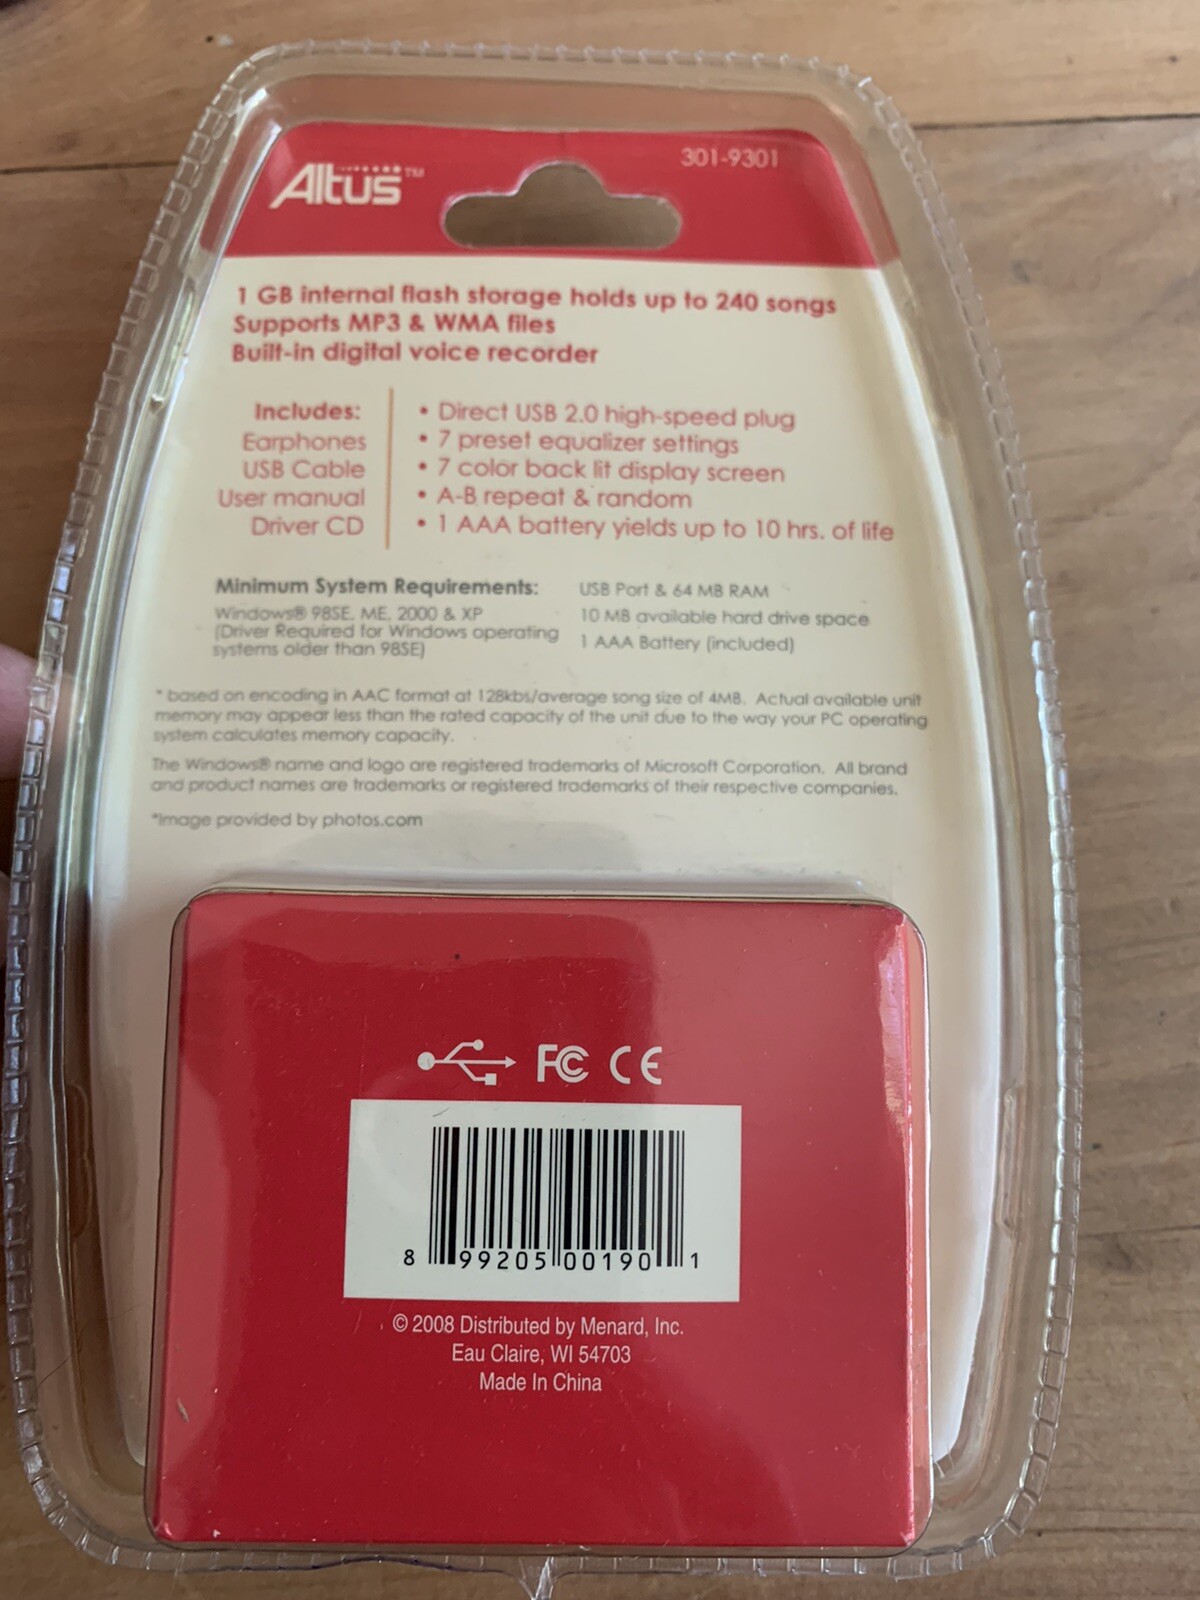 Altus™
301-9301
1 GB internal flash storage holds up to 240 songs
Supports MP3 & WMA files
Built-in digital voice recorder
Includes:
Earphones
USB Cable
User manual
Driver CD
• Direct USB 2.0 high-speed plug
• 7 preset equalizer settings
• 7 color back lit display screen
• A-B repeat & random
• 1 AAA battery yields up to 10 hrs. of life
Minimum System Requirements:
Windows® 98SE, ME, 2000 & XP
(Driver Required for Windows operating
systems older than 98SE)
USB Port & 64 MB RAM
10 MB available hard drive space
1 AAA Battery (included)
* based on encoding in AAC format at 128kbs/average song size of 4MB. Actual available unit
memory may appear less than the rated capacity of the unit due to the way your PC operating
system calculates memory capacity.
The Windows® name and logo are registered trademarks of Microsoft Corporation. All brand
and product names are trademarks or registered trademarks of their respective companies.
*Image provided by photos.com
FC CE
8 99205 00190 1
© 2008 Distributed by Menard, Inc.
Eau Claire, WI 54703
Made In China